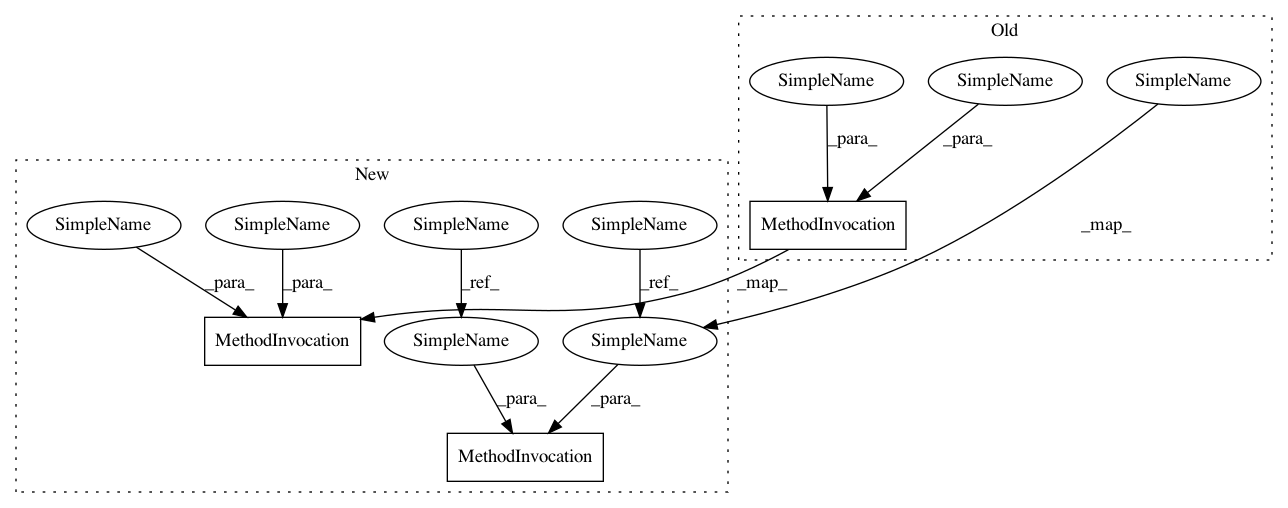 Old
SimpleName SimpleName SimpleName
_para_ _para_
New
SimpleName SimpleName SimpleName SimpleName
MethodInvocation
_map_
_para_ _para_ _ref_ _ref_ _map_
MethodInvocation SimpleName SimpleName
_para_ _para_
MethodInvocation